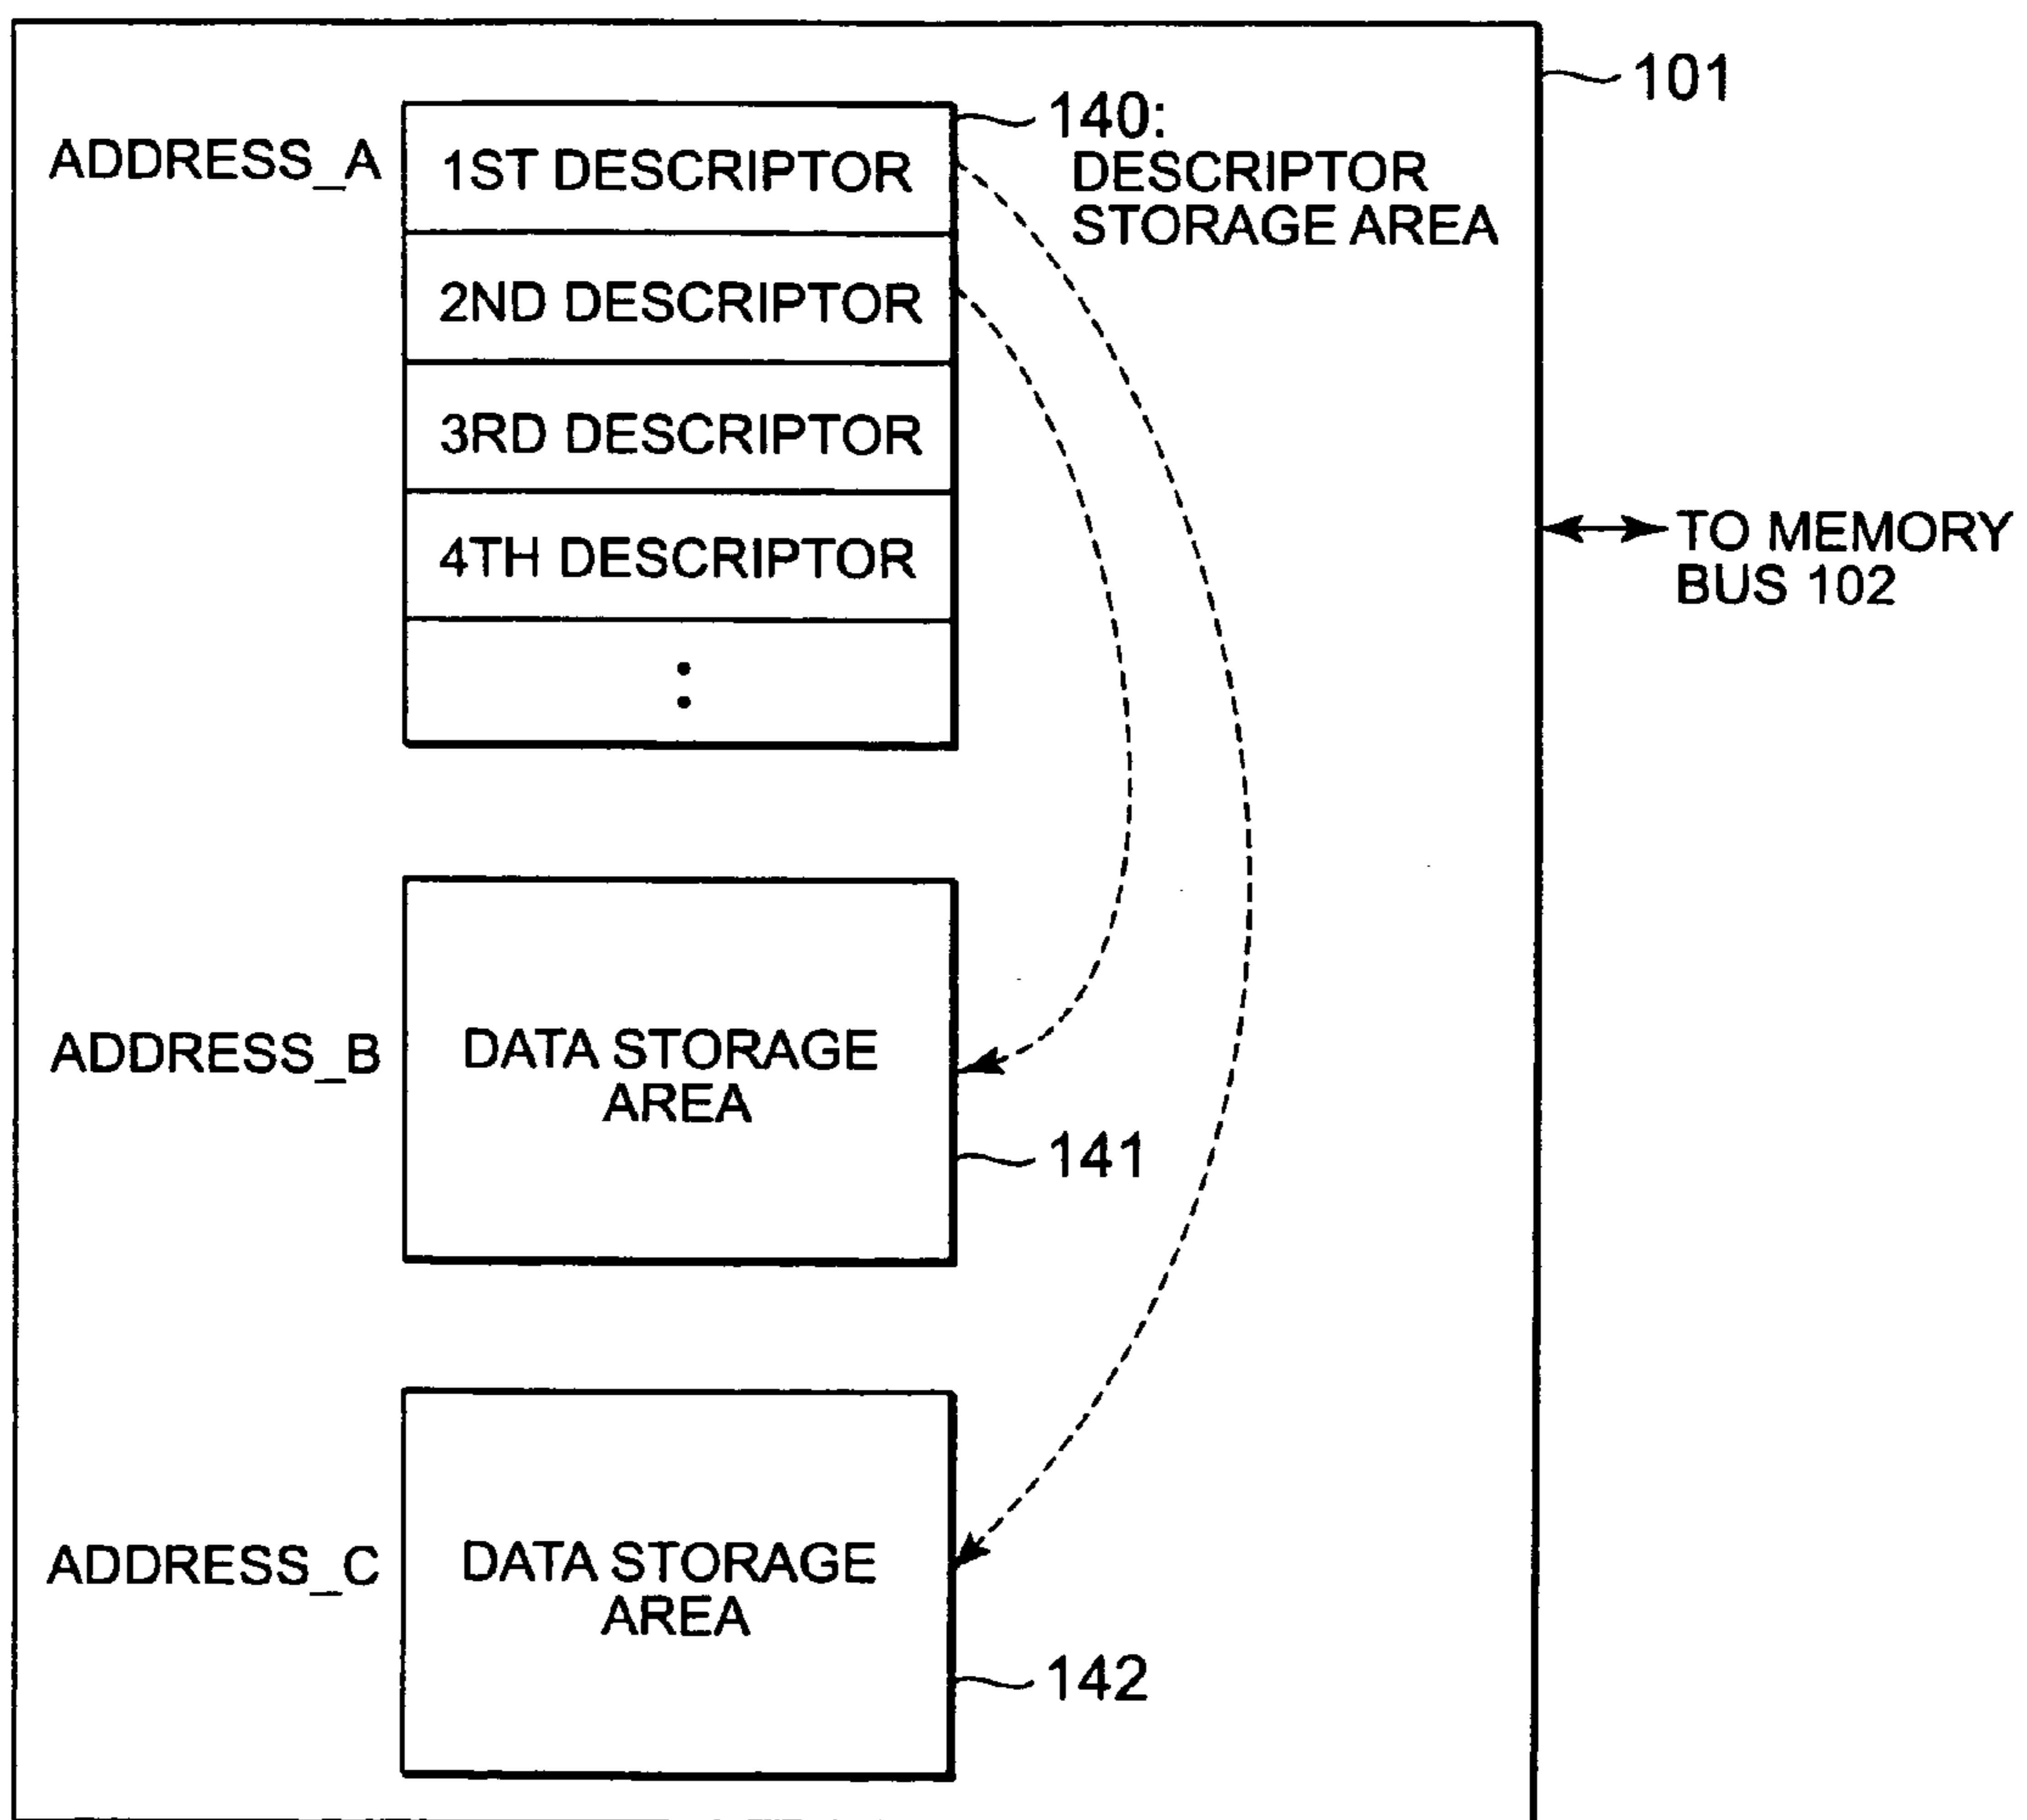 101
140:
DESCRIPTOR
STORAGE AREA
ADDRESS_A
1ST DESCRIPTOR
2ND DESCRIPTOR
3RD DESCRIPTOR
4TH DESCRIPTOR
:
TO MEMORY
BUS 102
ADDRESS_B
DATA STORAGE
AREA
141
ADDRESS_C
DATA STORAGE
AREA
142